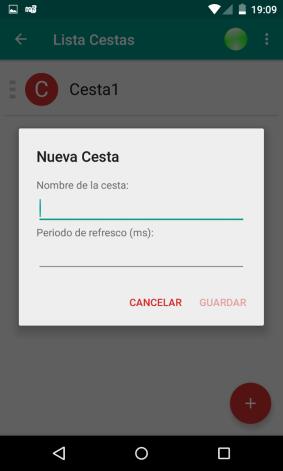 19:09
Lista Cestas
C Cesta1
Nueva Cesta
Nombre de la cesta:
Periodo de refresco (ms):
CANCELAR GUARDAR